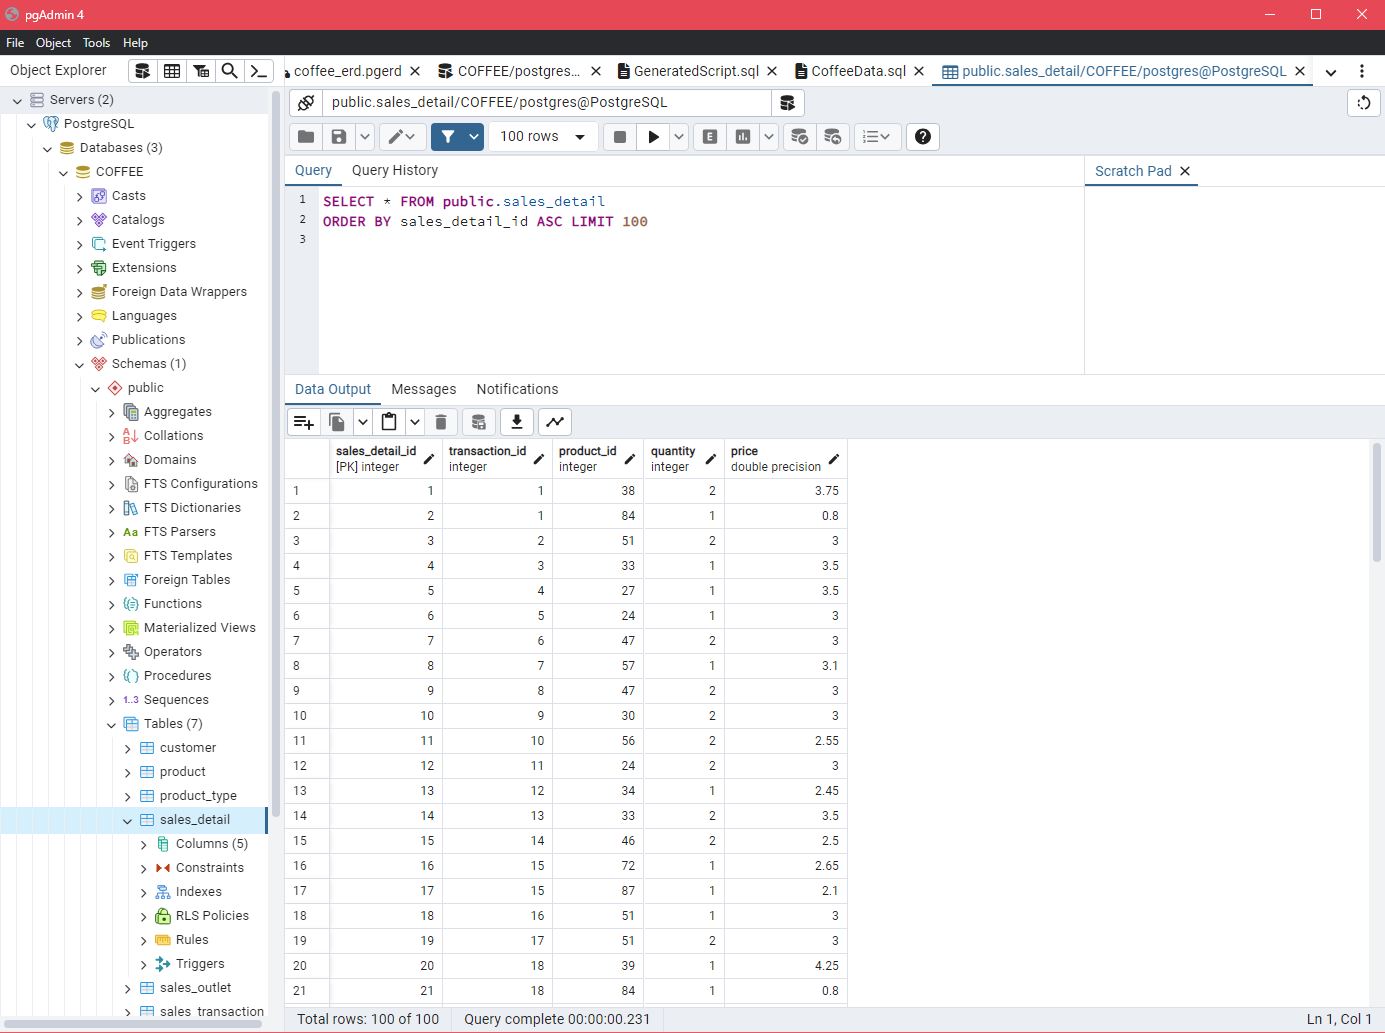 pgAdmin 4
File Object Tools Help
Object Explorer
coffee_erd.pgerd COFFEE/postgres... GeneratedScript.sql CoffeeData.sql public.sales_detail/COFFEE/postgres@PostgreSQL
Servers (2)
PostgreSQL
Databases (3)
COFFEE
Casts
Catalogs
Event Triggers
Extensions
Foreign Data Wrappers
Languages
Publications
Schemas (1)
public
Aggregates
Collations
Domains
FTS Configurations
FTS Dictionaries
Aa FTS Parsers
FTS Templates
Foreign Tables
Functions
Materialized Views
Operators
Procedures
1..3 Sequences
Tables (7)
customer
product
product_type
sales_detail
Columns (5)
Constraints
Indexes
RLS Policies
Rules
Triggers
sales_outlet
sales_transaction
public.sales_detail/COFFEE/postgres@PostgreSQL
100 rows
E
Query Query History
Scratch Pad
1 SELECT * FROM public.sales_detail
2 ORDER BY sales_detail_id ASC LIMIT 100
3
Data Output Messages Notifications
sales_detail_id transaction_id product_id quantity price
[PK] integer integer integer integer double precision
1 1 1 38 2 3.75
2 2 1 84 1 0.8
3 3 2 51 2 3
4 4 3 33 1 3.5
5 5 4 27 1 3.5
6 6 5 24 1 3
7 7 6 47 2 3
8 8 7 57 1 3.1
9 9 8 47 2 3
10 10 9 30 2 3
11 11 10 56 2 2.55
12 12 11 24 2 3
13 13 12 34 1 2.45
14 14 13 33 2 3.5
15 15 14 46 2 2.5
16 16 15 72 1 2.65
17 17 15 87 1 2.1
18 18 16 51 1 3
19 19 17 51 2 3
20 20 18 39 1 4.25
21 21 18 84 1 0.8
Total rows: 100 of 100 Query complete 00:00:00.231 Ln 1, Col 1